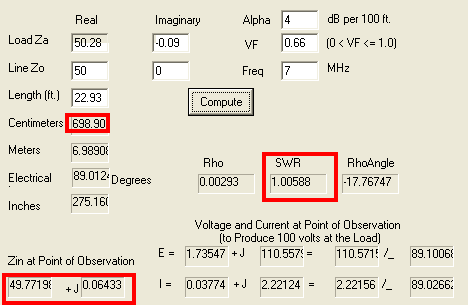 Real Imaginary Alpha 4 dB per 100 ft.
Load Za 50.28 -0.09 VF 0.66 (0 < VF <= 1.0)
Line Zo 50 0 Freq 7 MHz
Length (ft.) 22.93 Compute
Centimeters 698.90
Meters 6.98908
Rho SWR RhoAngle
Electrical 89.0124 Degrees 0.00293 1.00588 -17.76747
Inches 275.160
Voltage and Current at Point of Observation
(to Produce 100 volts at the Load)
Zin at Point of Observation E = 1.73547 + J 110.5579 = 110.5715 /_ 89.10068
49.77198 + J 0.06433 I = 0.03774 + J 2.22124 = 2.22156 /_ 89.02662